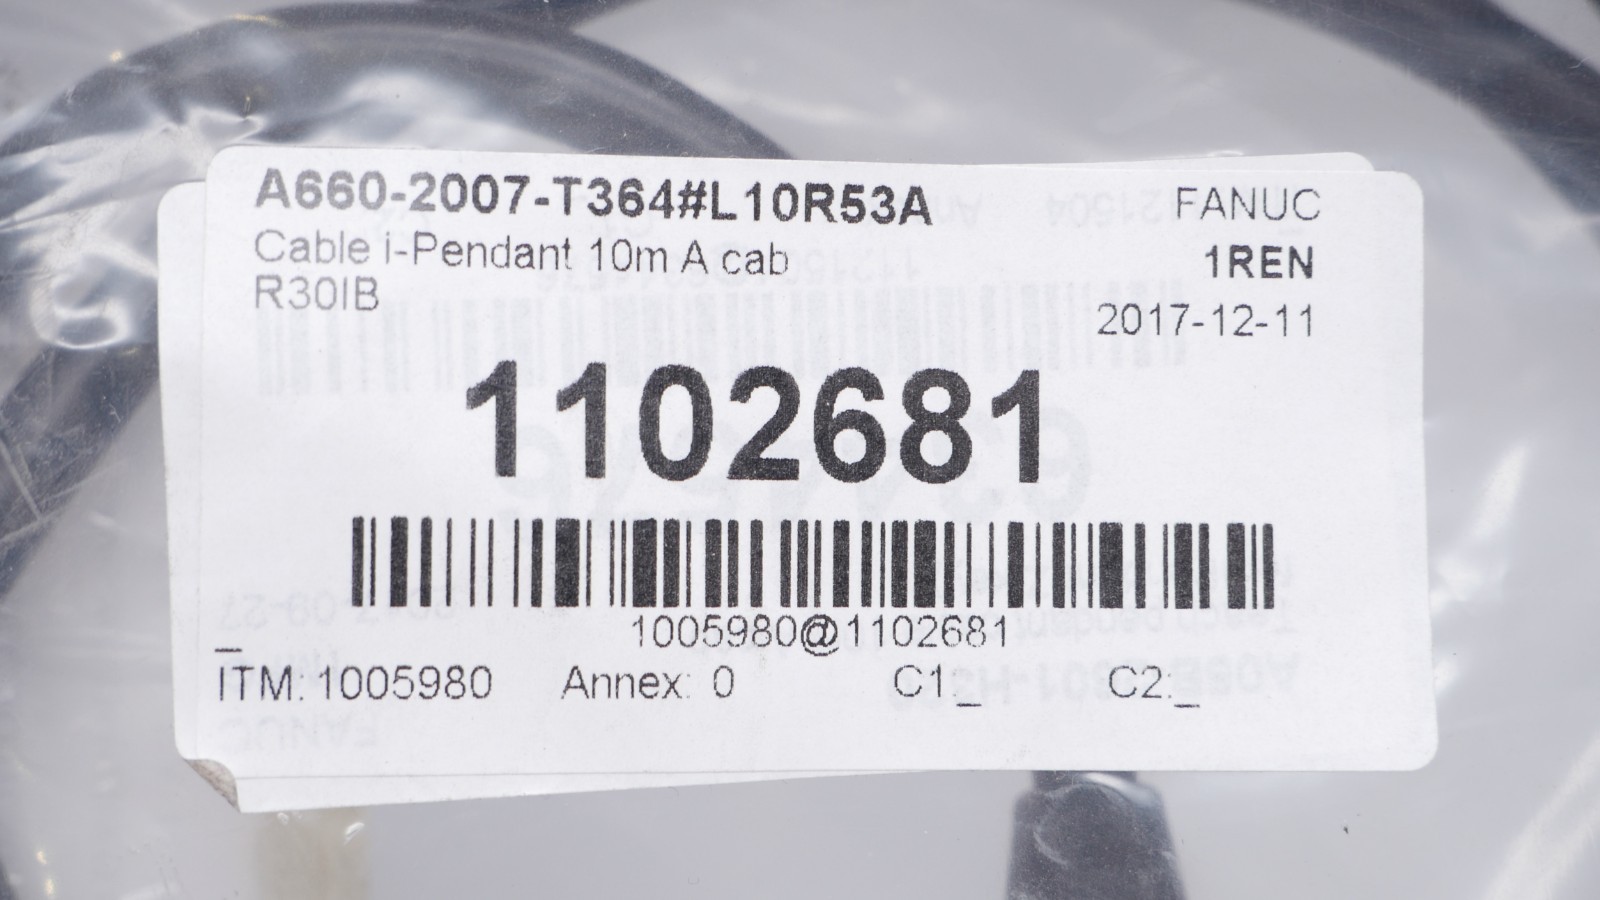 A660-2007-T364#L10R53A FANUC
Cable i-Pendant 10m A cab 1REN
R30IB 2017-12-11
1102681
1005980@1102681
_
ITM: 1005980 Annex: 0 C1_ C2:_